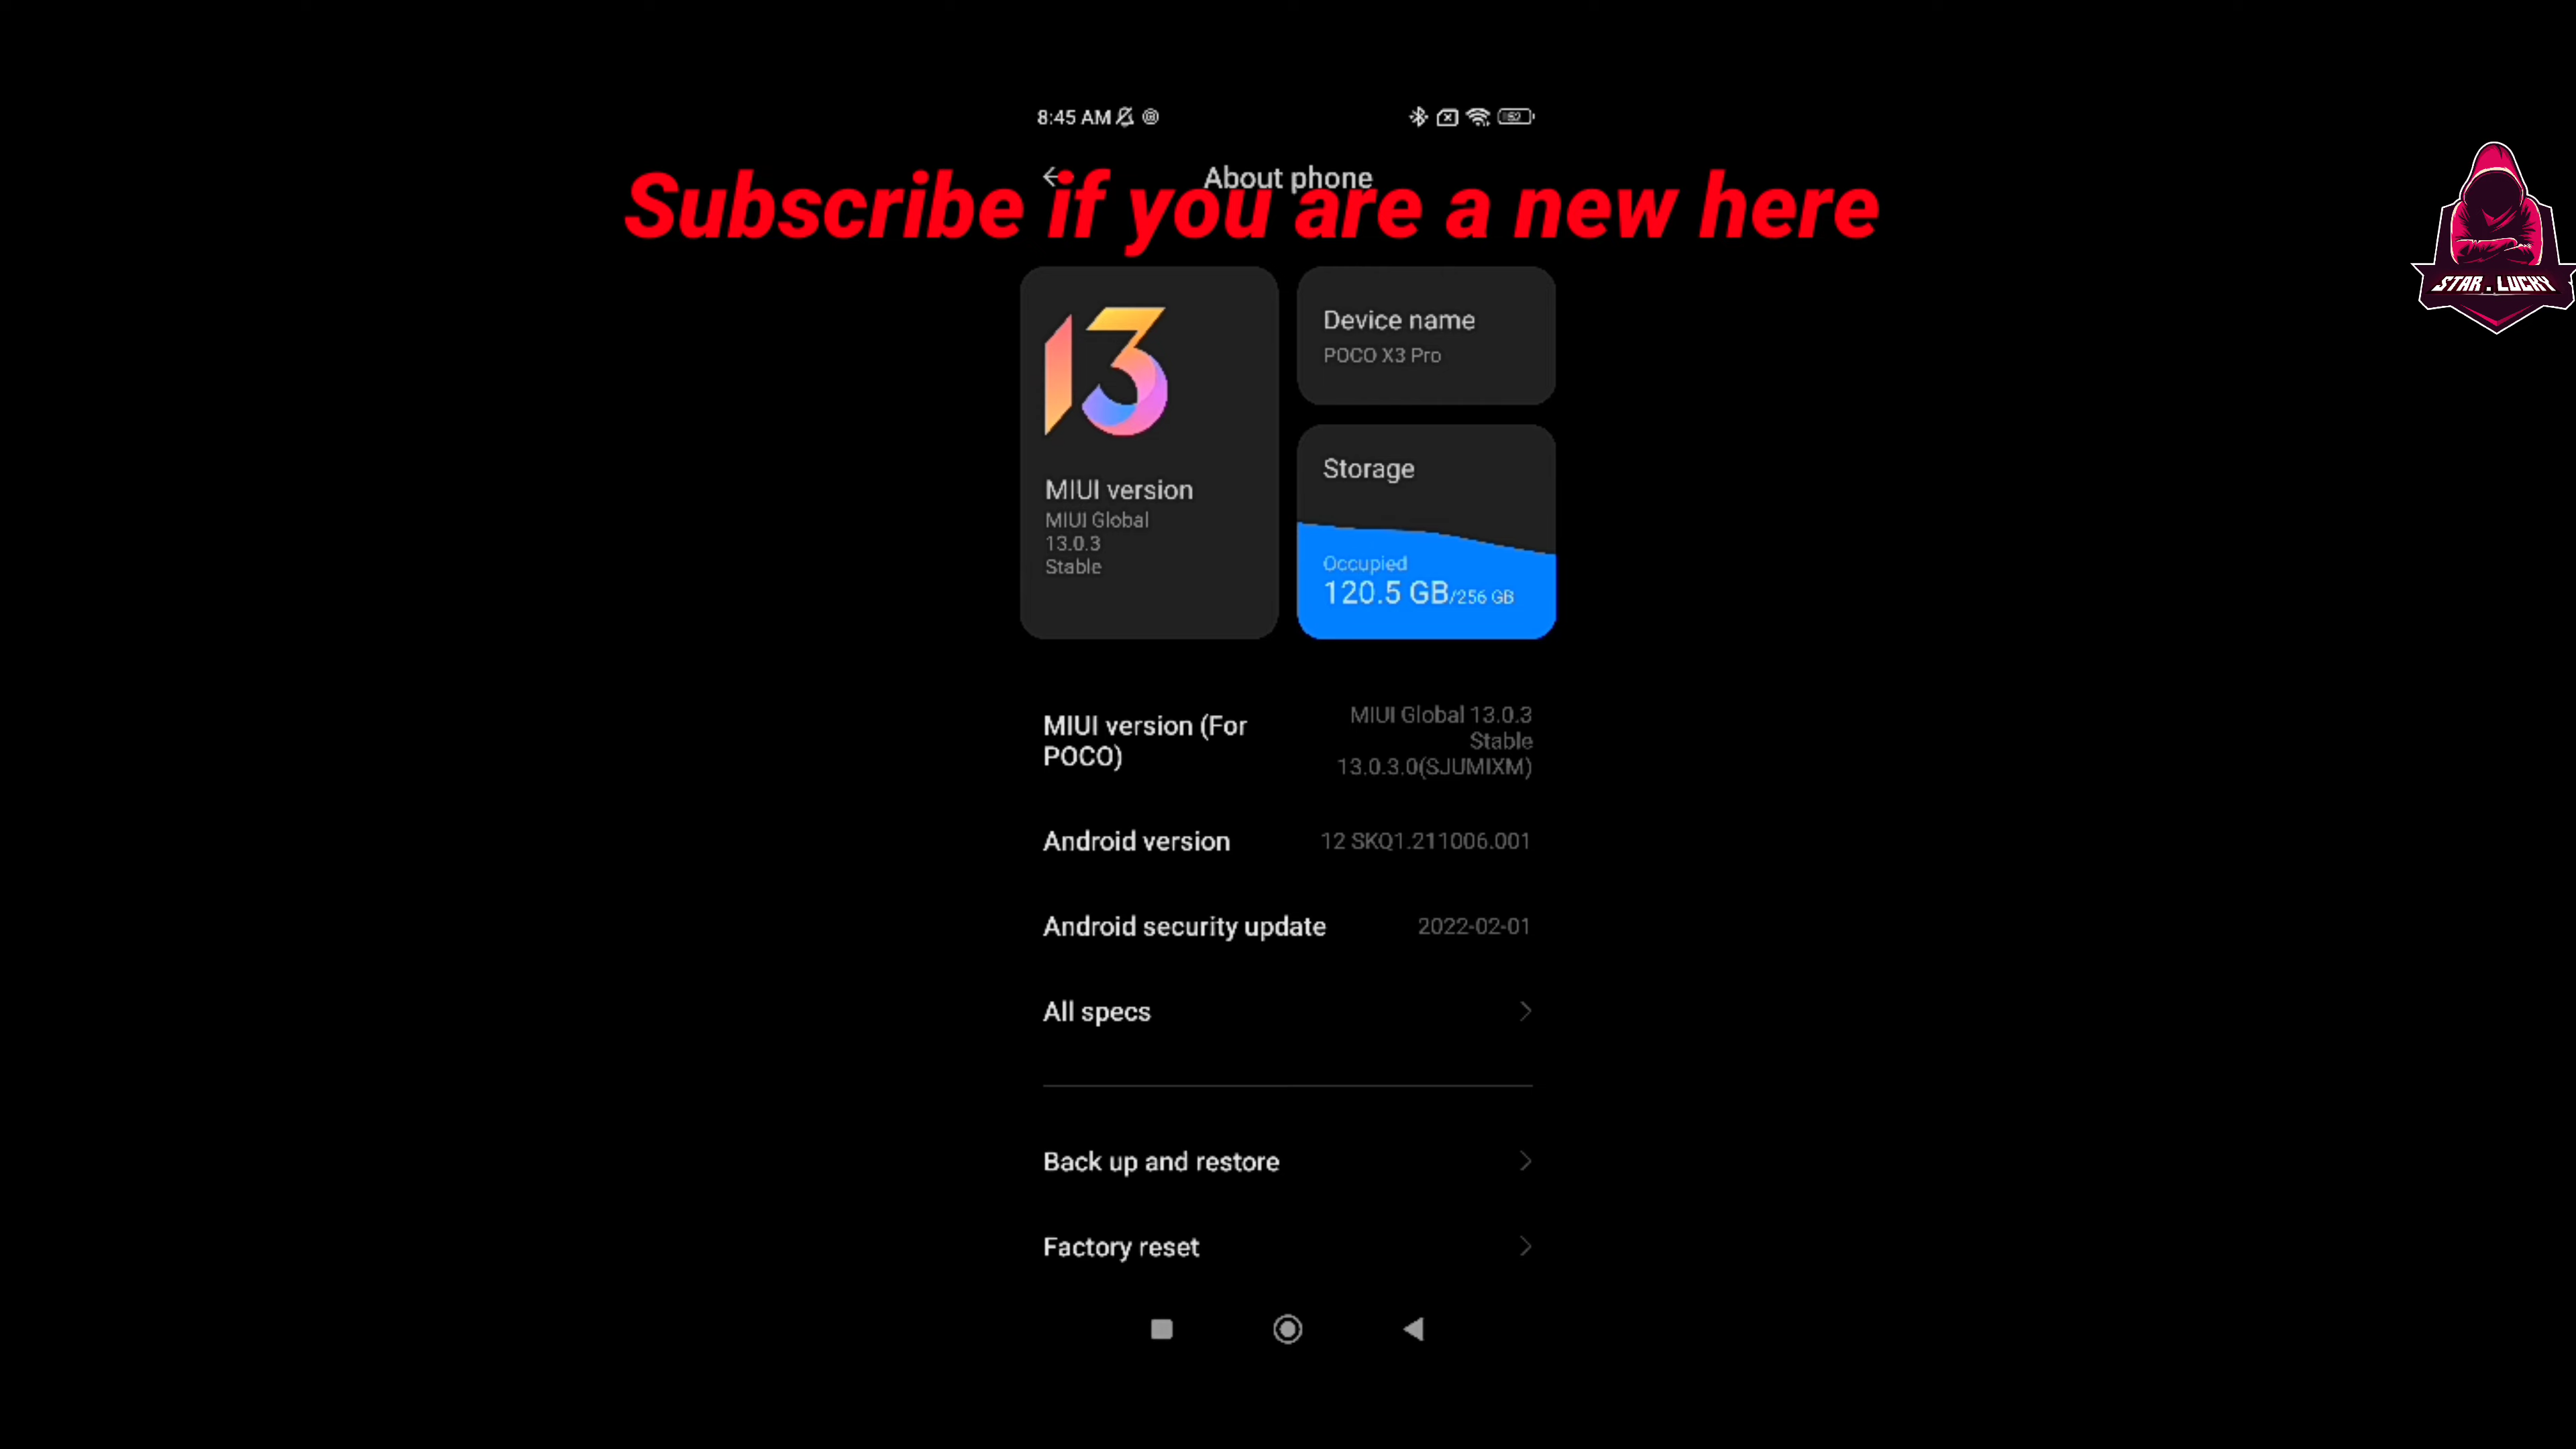 8:45 AM
52
About phone
Subscribe if you are a new here
STAR.LUCKY
13
MIUI version
MIUI Global
13.0.3
Stable
Device name
POCO X3 Pro
Storage
Occupied
120.5 GB/256 GB
MIUI version (For
POCO)
MIUI Global 13.0.3
Stable
13.0.3.0(SJUMIXM)
Android version
12 SKQ1.211006.001
Android security update
2022-02-01
All specs
Back up and restore
Factory reset